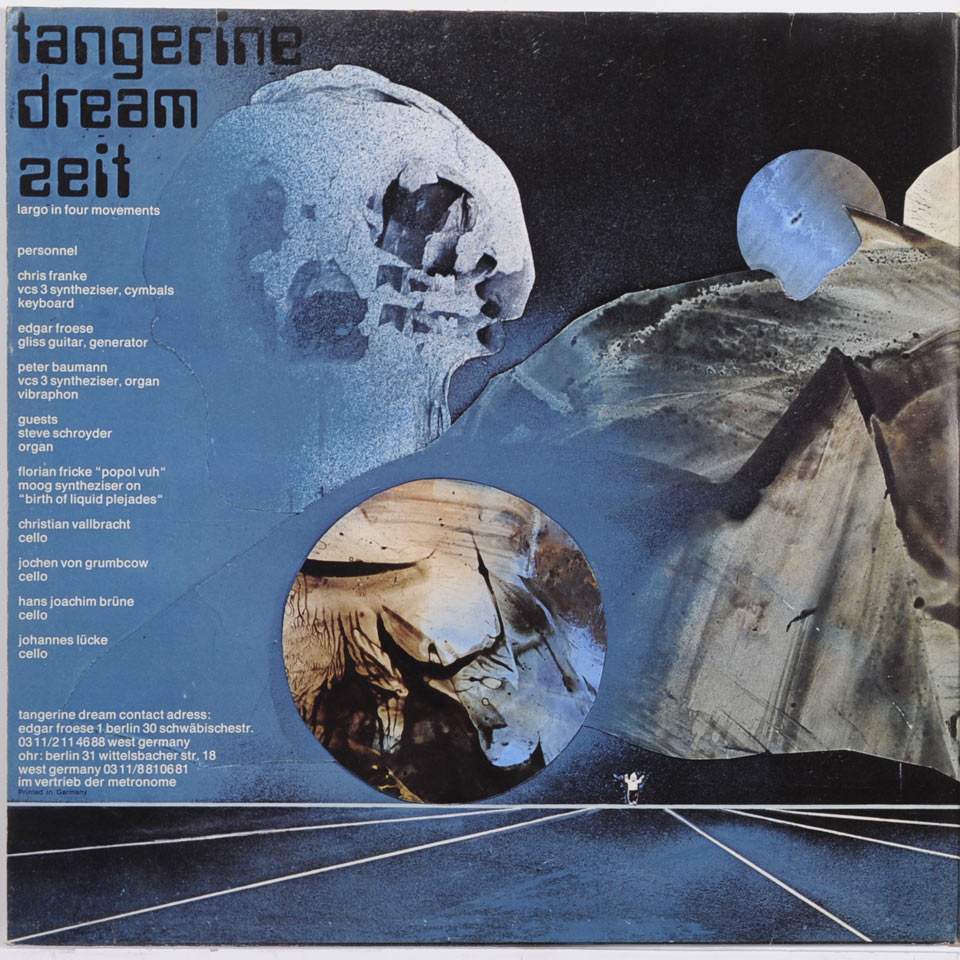 tangerine
dream
zeit
largo in four movements
personnel
chris franke
vcs 3 syntheziser, cymbals
keyboard
edgar froese
gliss guitar, generator
peter baumann
vcs 3 syntheziser, organ
vibraphon
guests
steve schroyder
organ
florian fricke "popol vuh"
moog syntheziser on
"birth of liquid plejades"
christian vallbracht
cello
jochen von grumbcow
cello
hans joachim brüne
cello
johannes lücke
cello
tangerine dream contact adress:
edgar froese 1 berlin 30 schwäbischestr.
0311/2114688 west germany
ohr: berlin 31 wittelsbacher str. 18
west germany 0311/8810681
im vertrieb der metronome
Printed in Germany